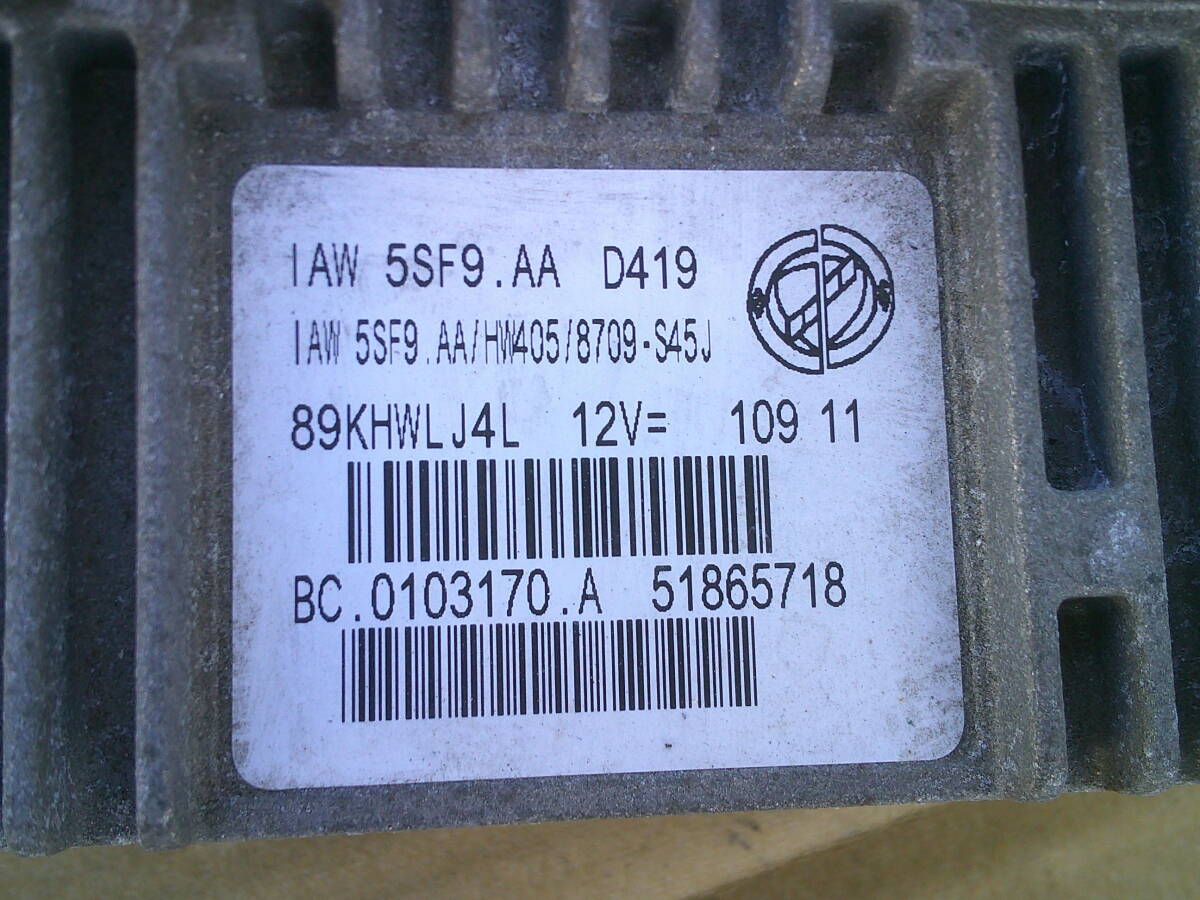 IAW 5SF9.AA D419
IAW 5SF9.AA/HW405/8709-S45J
89KHWLJ4L 12V= 109 11
BC.0103170.A 51865718